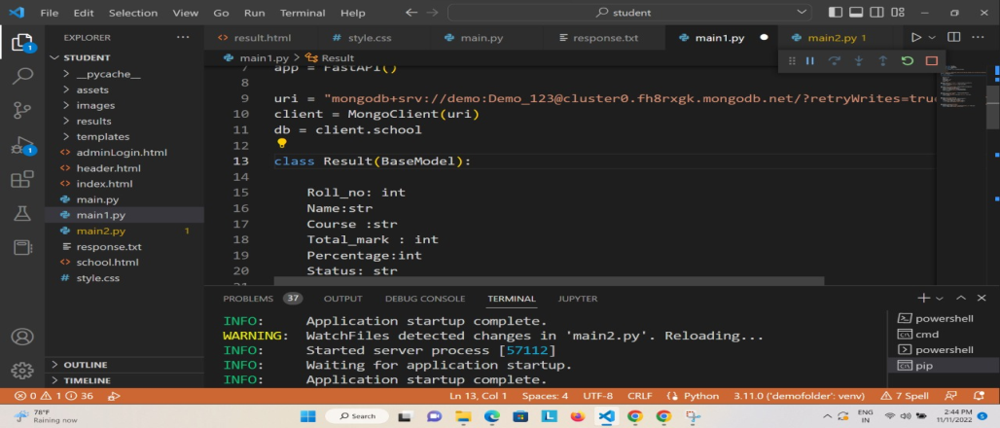 File Edit Selection View Go Run Terminal Help
student
EXPLORER
STUDENT
__pycache__
assets
images
results
templates
adminLogin.html
header.html
index.html
main.py
main1.py
main2.py 1
response.txt
school.html
style.css
OUTLINE
TIMELINE
1
1
result.html style.css main.py response.txt main1.py main2.py 1
main1.py > Result
7 app = FastAPI()
8
9 uri = "mongodb+srv://demo:Demo_123@cluster0.fh8rxgk.mongodb.net/?retryWrites=true
10 client = MongoClient(uri)
11 db = client.school
12
13 class Result(BaseModel):
14
15 Roll_no: int
16 Name:str
17 Course :str
18 Total_mark : int
19 Percentage:int
20 Status: str
PROBLEMS 37 OUTPUT DEBUG CONSOLE TERMINAL JUPYTER
INFO: Application startup complete.
WARNING: WatchFiles detected changes in 'main2.py'. Reloading...
INFO: Started server process [57112]
INFO: Waiting for application startup.
INFO: Application startup complete.
powershell
cmd
powershell
pip
0 1 36 Ln 13, Col 1 Spaces: 4 UTF-8 CRLF Python 3.11.0 ('demofolder': venv) 7 Spell
78°F
Raining now
Search
ENG
IN
2:44 PM
11/11/2022